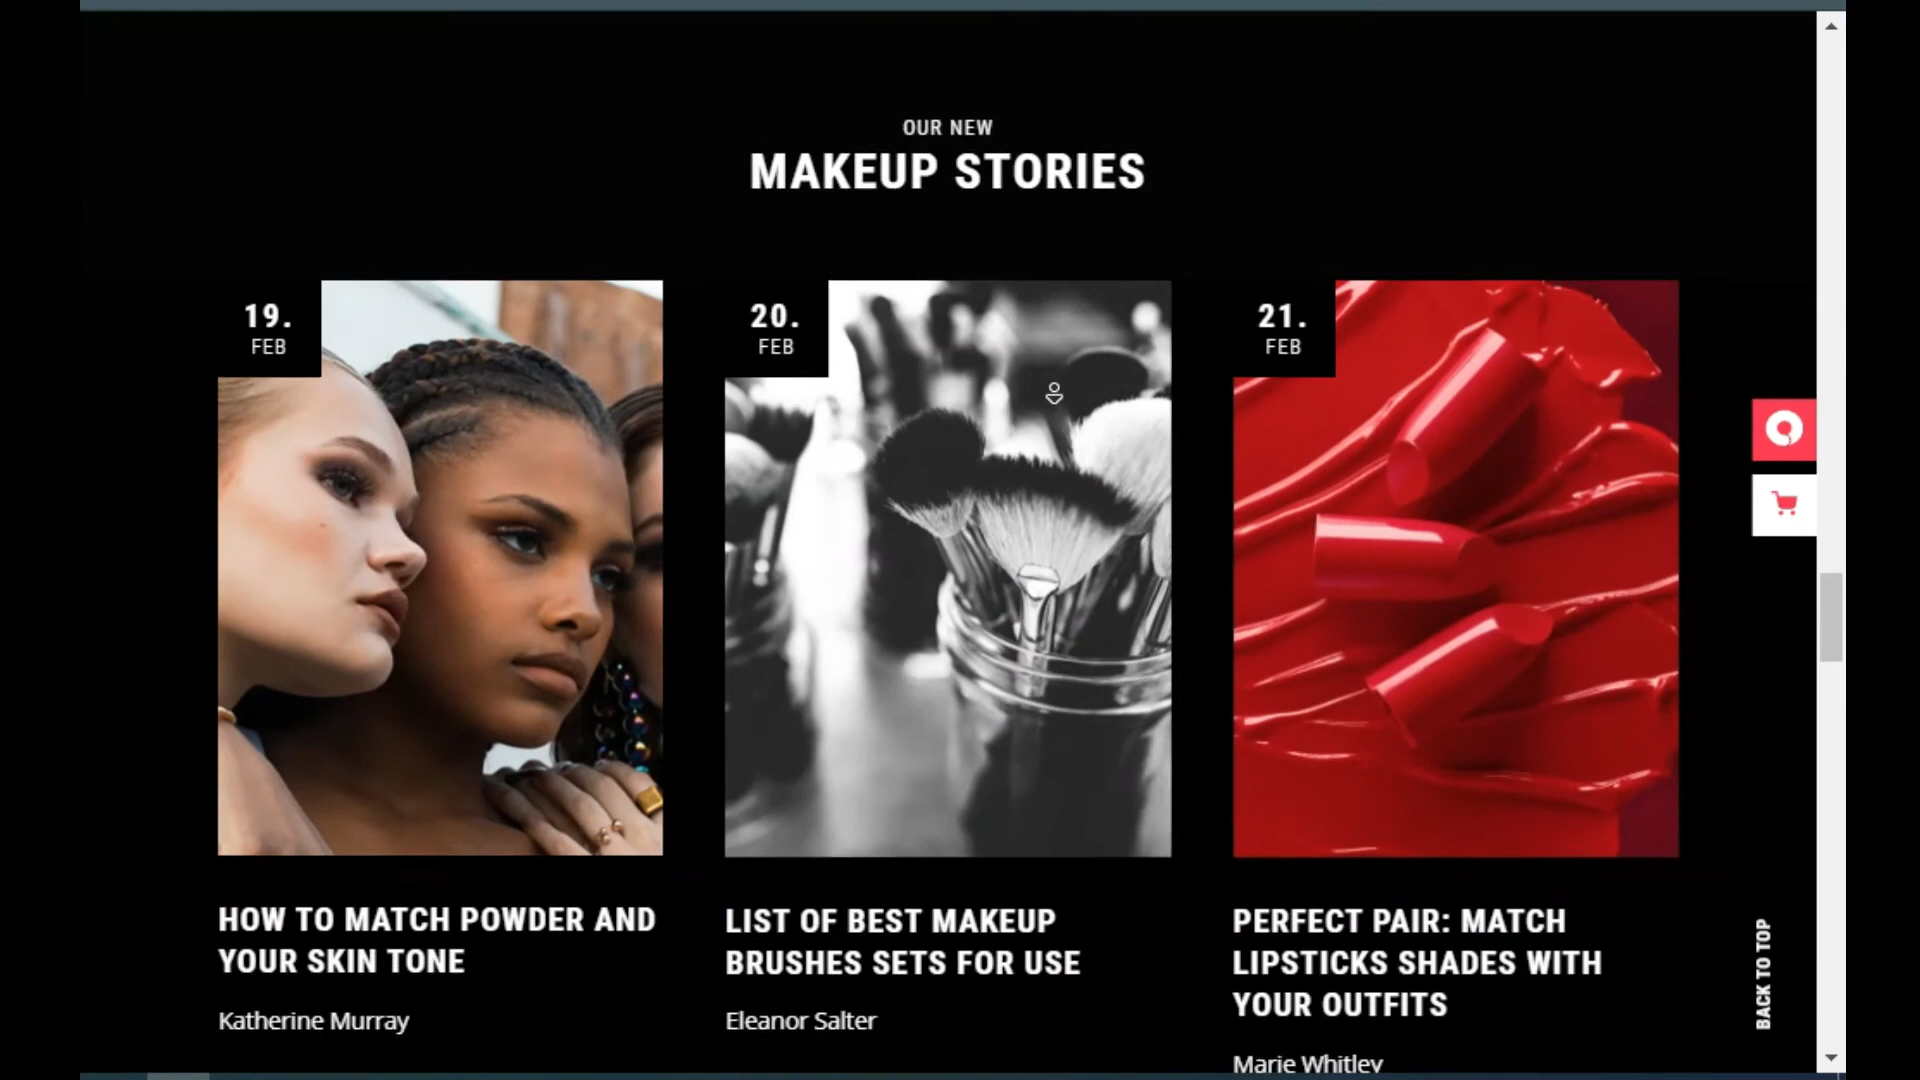 OUR NEW
MAKEUP STORIES
19.
FEB
20.
FEB
21.
FEB
HOW TO MATCH POWDER AND
YOUR SKIN TONE
Katherine Murray
LIST OF BEST MAKEUP
BRUSHES SETS FOR USE
Eleanor Salter
PERFECT PAIR: MATCH
LIPSTICKS SHADES WITH
YOUR OUTFITS
Marie Whitley
BACK TO TOP